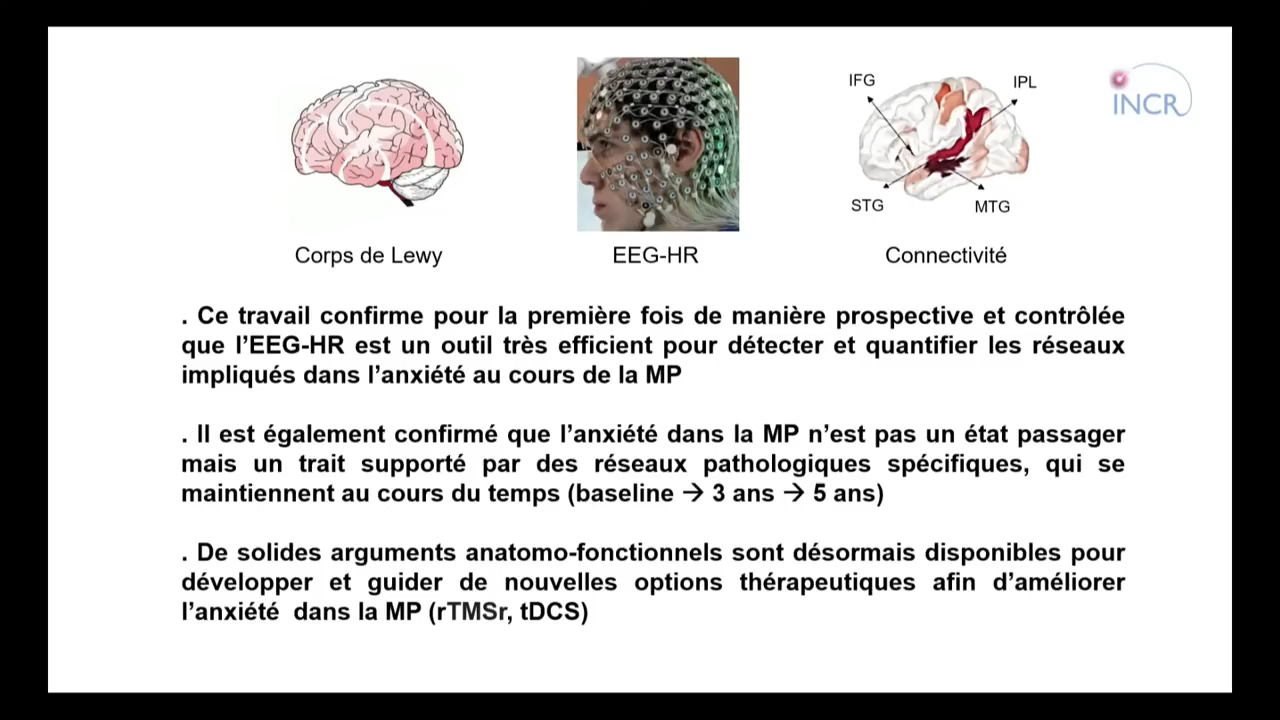 IFG
IPL
INCR
STG
MTG
Corps de Lewy
EEG-HR
Connectivité
. Ce travail confirme pour la première fois de manière prospective et contrôlée
que l’EEG-HR est un outil très efficient pour détecter et quantifier les réseaux
impliqués dans l’anxiété au cours de la MP
. Il est également confirmé que l’anxiété dans la MP n’est pas un état passager
mais un trait supporté par des réseaux pathologiques spécifiques, qui se
maintiennent au cours du temps (baseline → 3 ans → 5 ans)
. De solides arguments anatomo-fonctionnels sont désormais disponibles pour
développer et guider de nouvelles options thérapeutiques afin d’améliorer
l’anxiété dans la MP (rTMSr, tDCS)